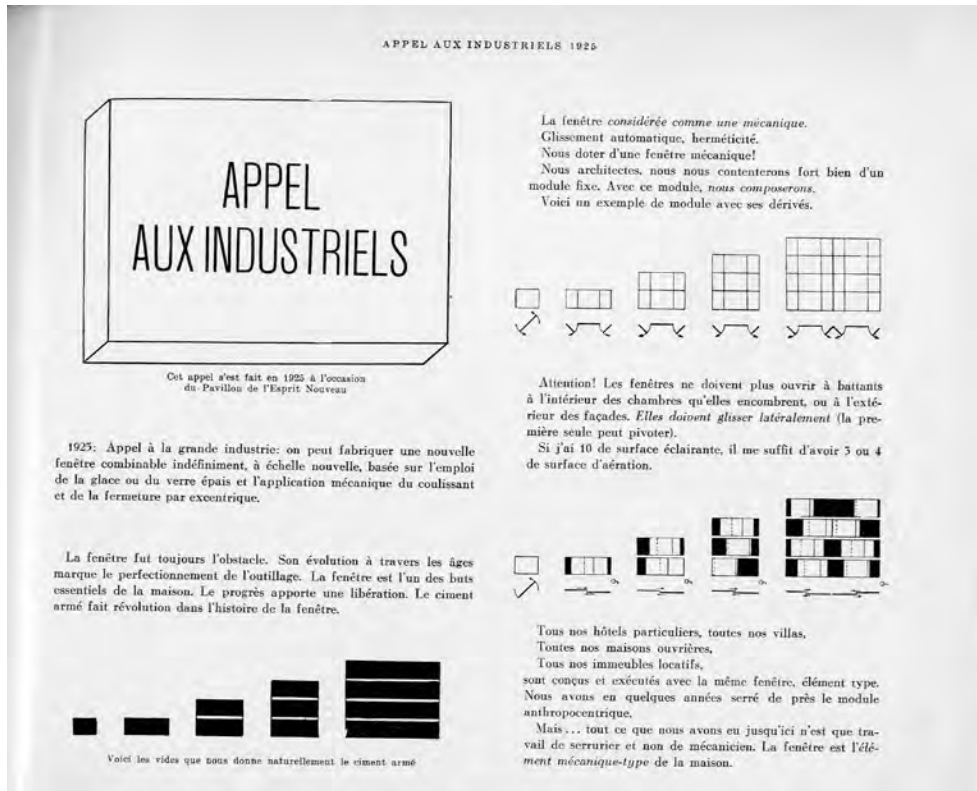 APPEL AUX INDUSTRIELS 1925
APPEL
AUX INDUSTRIELS
Cet appel s'est fait en 1925 à l'occasion
du Pavillon de l'Esprit Nouveau
1925: Appel à la grande industrie: on peut fabriquer une nouvelle
fenêtre combinable indéfiniment, à échelle nouvelle, basée sur l'emploi
de la glace ou du verre épais et l'application mécanique du coulissant
et de la fermeture par excentrique.
La fenêtre fut toujours l'obstacle. Son évolution à travers les âges
marque le perfectionnement de l'outillage. La fenêtre est l'un des buts
essentiels de la maison. Le progrès apporte une libération. Le ciment
armé fait révolution dans l'histoire de la fenêtre.
Voici les vides que nous donne naturellement le ciment armé
La fenêtre considérée comme une mécanique.
Glissement automatique, herméticité.
Nous doter d'une fenêtre mécanique!
Nous architectes, nous nous contenterons fort bien d'un
module fixe. Avec ce module, nous composerons.
Voici un exemple de module avec ses dérivés.
Attention! Les fenêtres ne doivent plus ouvrir à battants
à l'intérieur des chambres qu'elles encombrent, ou à l'exté-
rieur des façades. Elles doivent glisser latéralement (la pre-
mière seule peut pivoter).
Si j'ai 10 de surface éclairante, il me suffit d'avoir 3 ou 4
de surface d'aération.
Tous nos hôtels particuliers, toutes nos villas,
Toutes nos maisons ouvrières,
Tous nos immeubles locatifs,
sont conçus et exécutés avec la même fenêtre, élément type.
Nous avons en quelques années serré de près le module
anthropocentrique.
Mais... tout ce que nous avons eu jusqu'ici n'est que tra-
vail de serrurier et non de mécanicien. La fenêtre est l'élé-
ment mécanique-type de la maison.